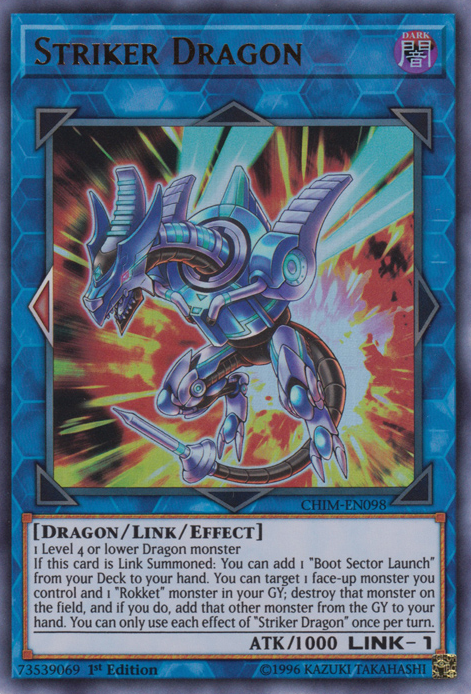 STRIKER DRAGON
DARK
闇
CHIM-EN098
[DRAGON/LINK/EFFECT]
1 Level 4 or lower Dragon monster
If this card is Link Summoned: You can add 1 "Boot Sector Launch"
from your Deck to your hand. You can target 1 face-up monster you
control and 1 "Rokket" monster in your GY; destroy that monster on
the field, and if you do, add that other monster from the GY to your
hand. You can only use each effect of "Striker Dragon" once per turn.
ATK/1000 LINK-1
73539069 1st Edition ©1996 KAZUKI TAKAHASHI